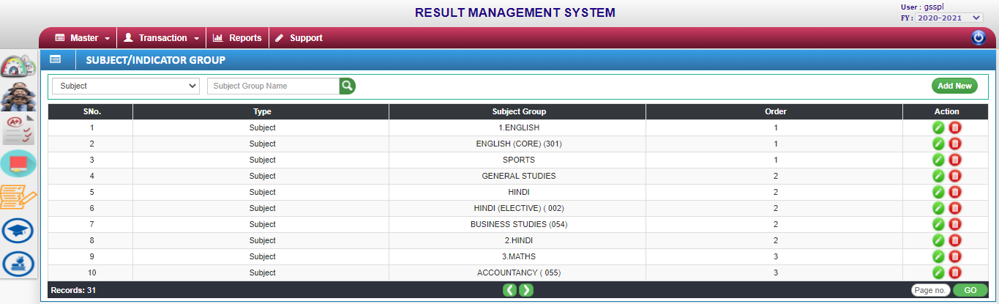 RESULT MANAGEMENT SYSTEM
User : gsspl
FY : 2020-2021
Master Transaction Reports Support
SUBJECT/INDICATOR GROUP
Subject Subject Group Name Add New
SNo. Type Subject Group Order Action
1 Subject 1.ENGLISH 1
2 Subject ENGLISH (CORE) (301) 1
3 Subject SPORTS 1
4 Subject GENERAL STUDIES 2
5 Subject HINDI 2
6 Subject HINDI (ELECTIVE) ( 002) 2
7 Subject BUSINESS STUDIES (054) 2
8 Subject 2.HINDI 2
9 Subject 3.MATHS 3
10 Subject ACCOUNTANCY ( 055) 3
Records: 31 Page no. GO